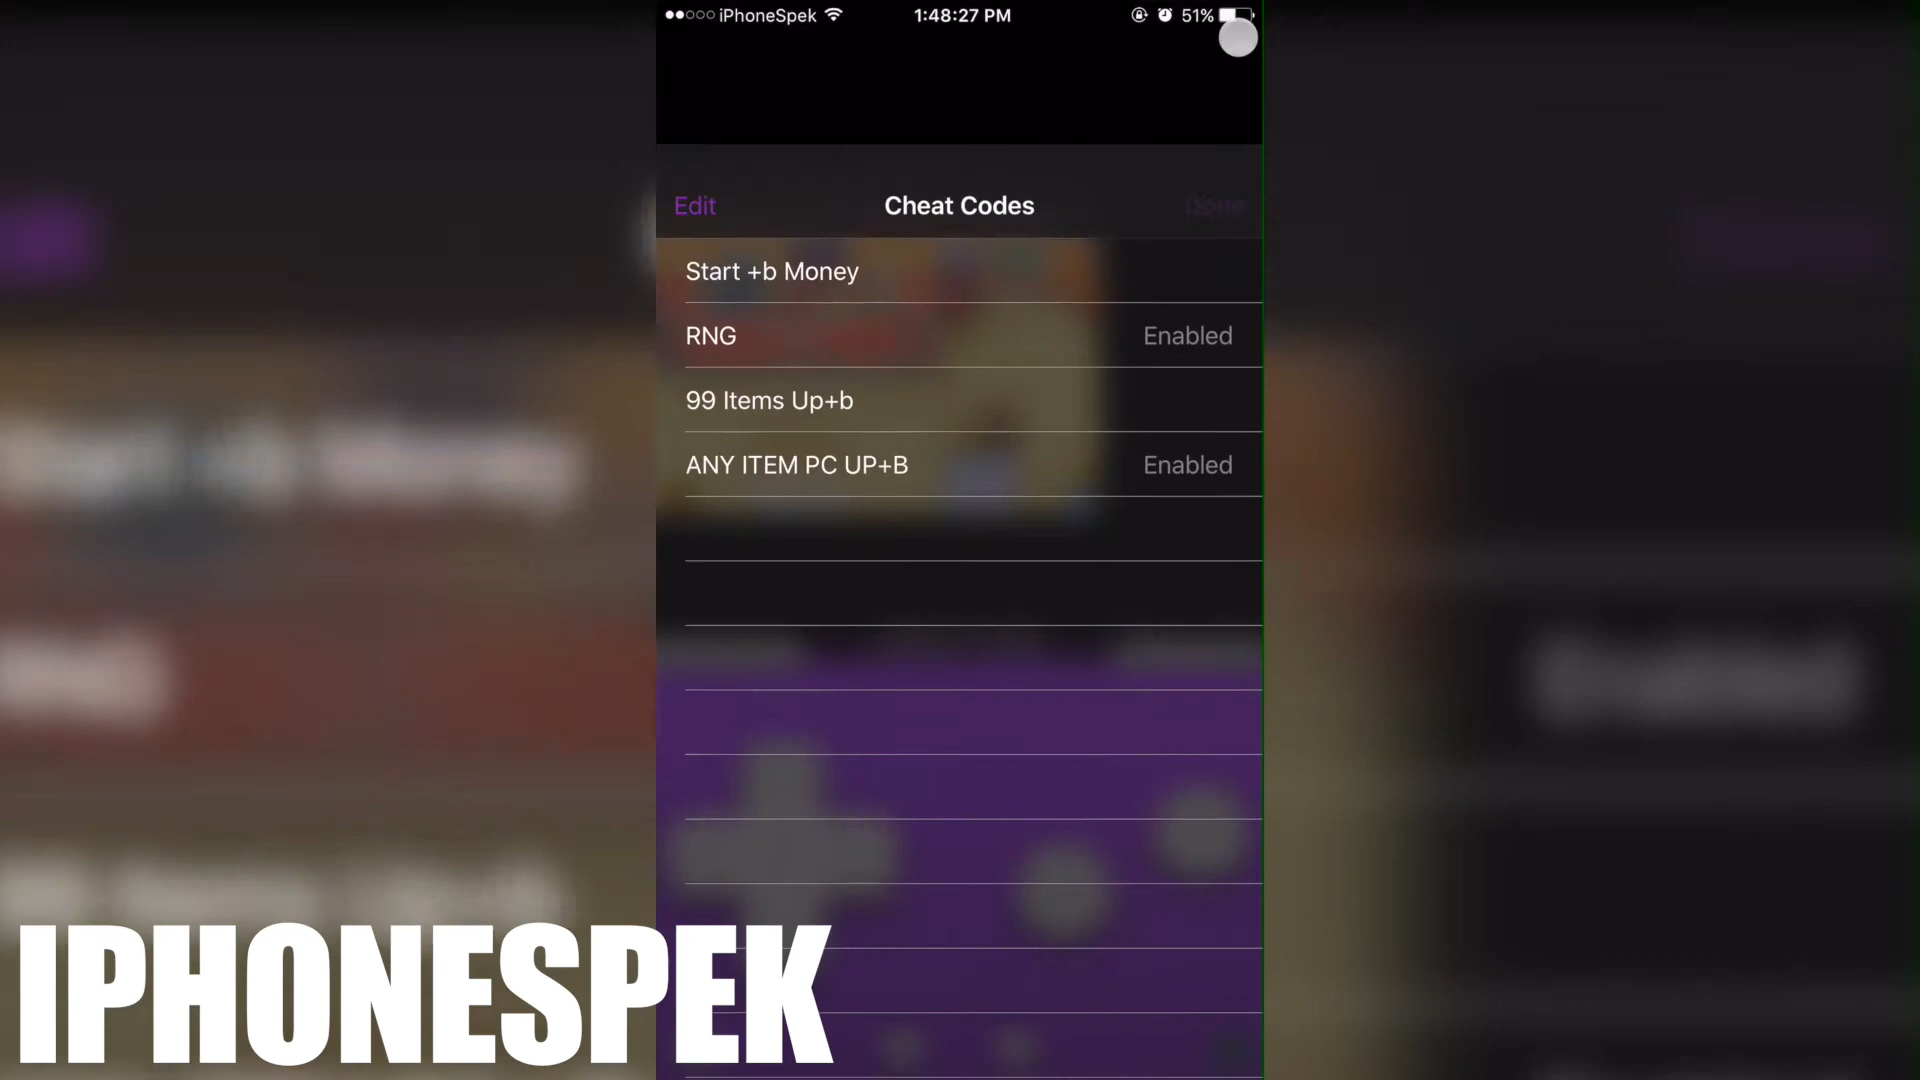 iPhoneSpek 1:48:27 PM 51%
Edit Cheat Codes Done
Start +b Money
RNG Enabled
99 Items Up+b
ANY ITEM PC UP+B Enabled
IPHONESPEK